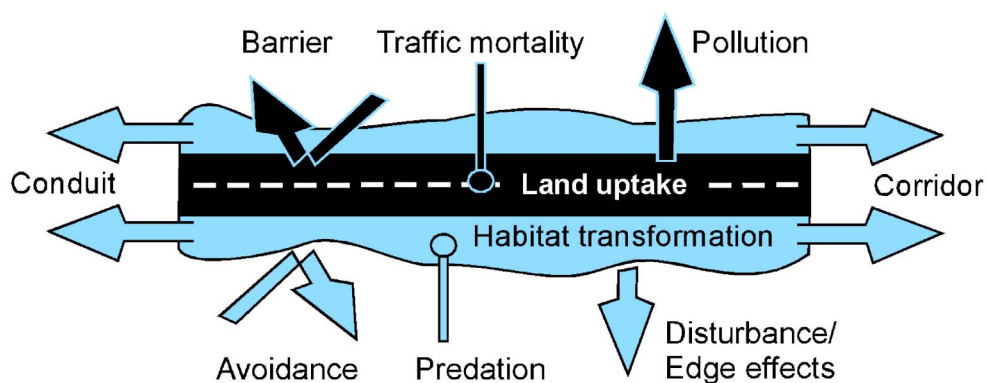 Barrier
Traffic mortality
Pollution
Conduit
Land uptake
Corridor
Habitat transformation
Avoidance
Predation
Disturbance/
Edge effects